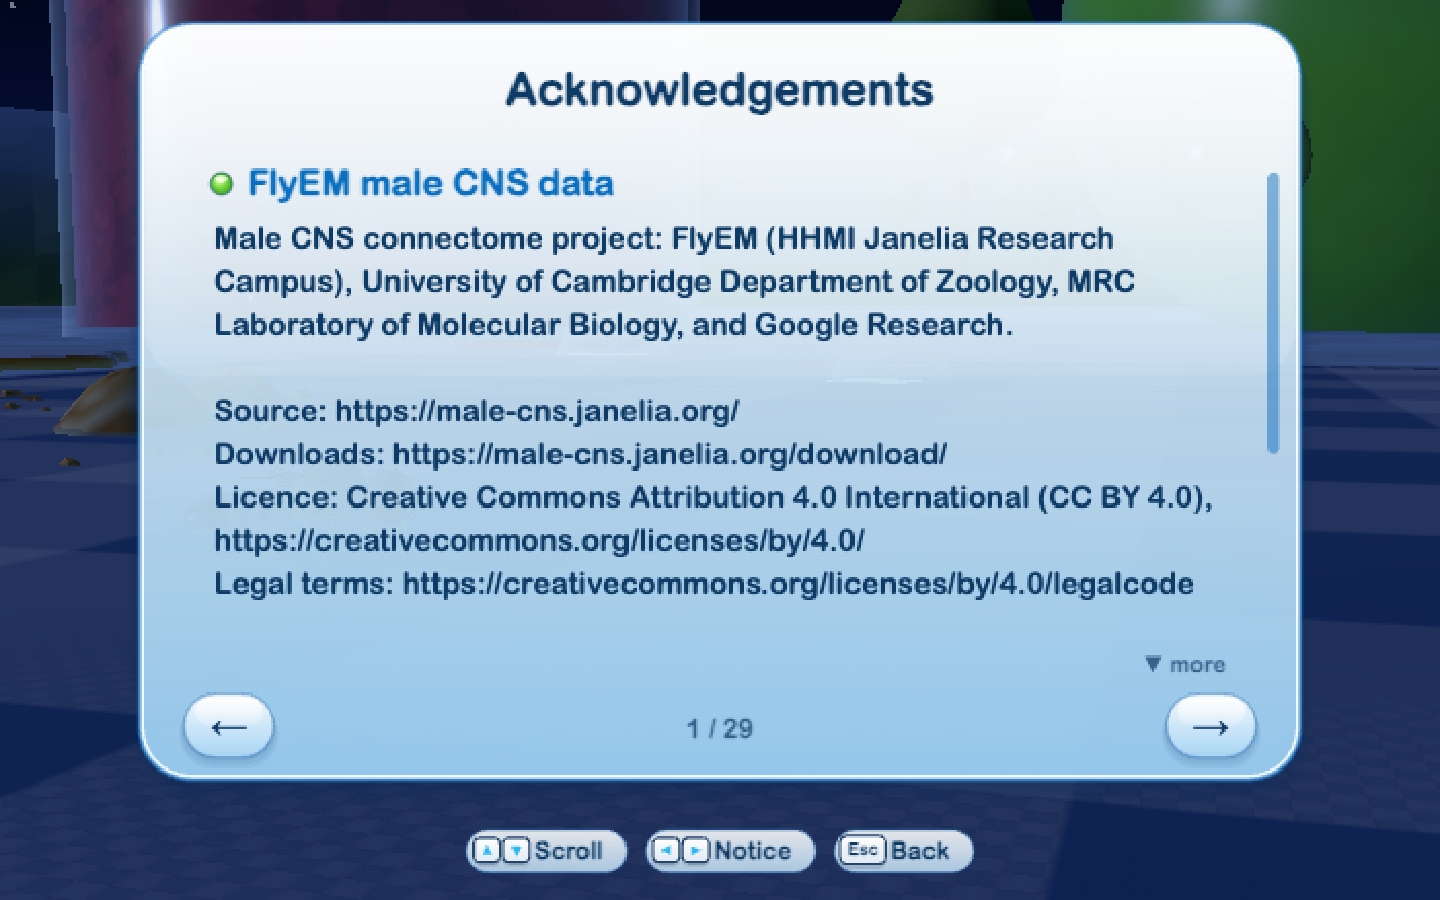 Acknowledgements
FlyEM male CNS data
Male CNS connectome project: FlyEM (HHMI Janelia Research
Campus), University of Cambridge Department of Zoology, MRC
Laboratory of Molecular Biology, and Google Research.
Source: https://male-cns.janelia.org/
Downloads: https://male-cns.janelia.org/download/
Licence: Creative Commons Attribution 4.0 International (CC BY 4.0),
https://creativecommons.org/licenses/by/4.0/
Legal terms: https://creativecommons.org/licenses/by/4.0/legalcode
▼ more
← 1 / 29 →
▲ ▼ Scroll ◄ ► Notice Esc Back